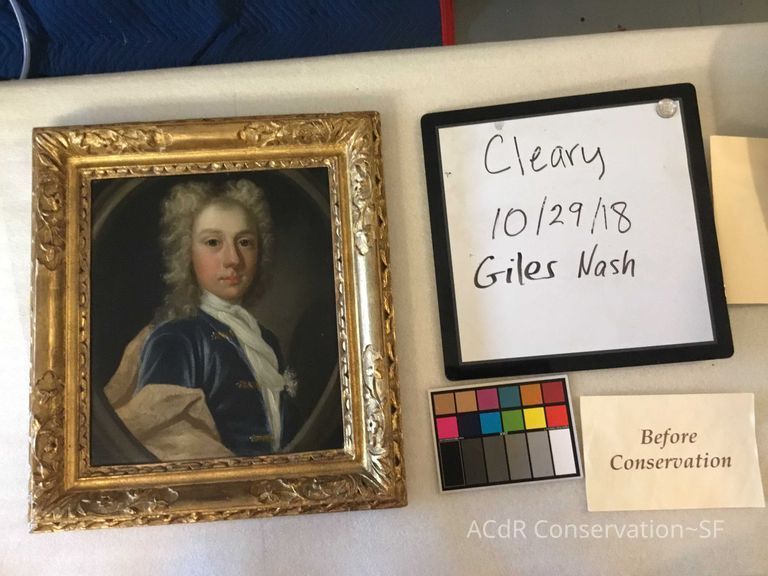 Cleary
10/29/18
Giles Nash
Before
Conservation
ACdR Conservation~SF